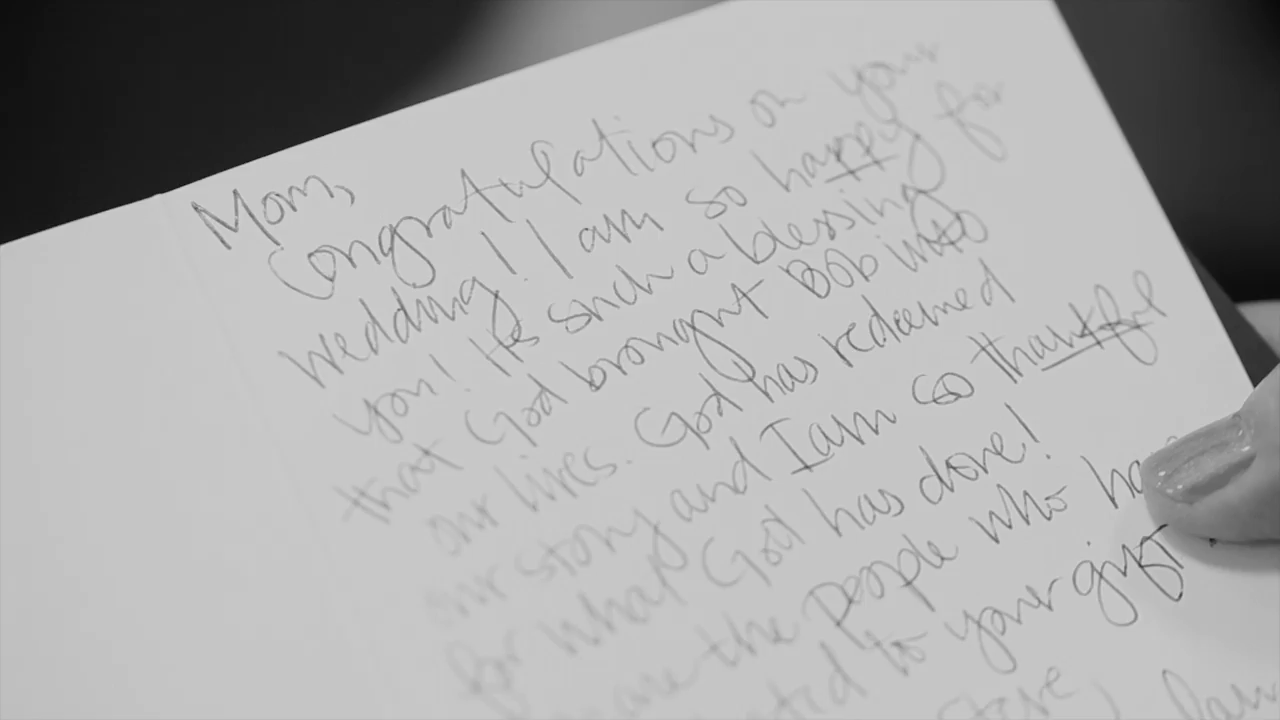 Mom,
Congratulations on your
wedding! I am so happy for
you! It's such a blessing
that God brought Bob into
our lives. God has redeemed
our story and I am so thankful
for what God has done!
are the people who
to your gift
Steve,